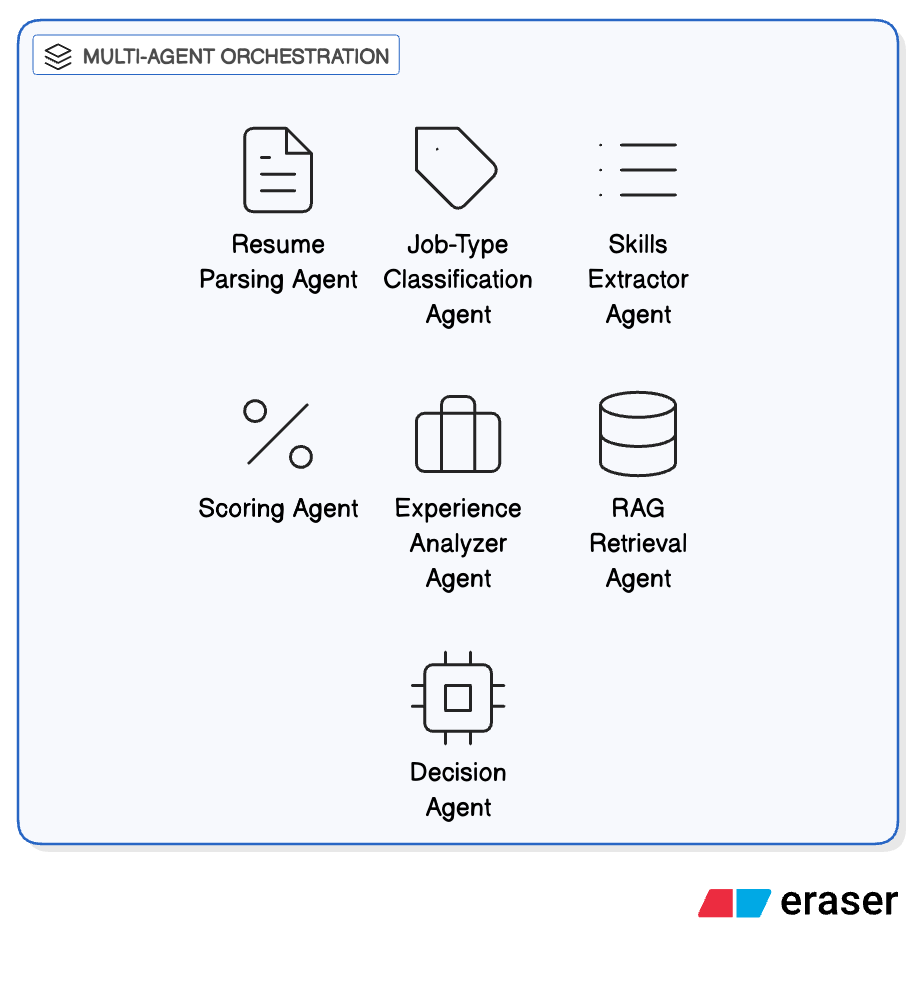 MULTI-AGENT ORCHESTRATION
Resume
Parsing Agent
Job-Type
Classification
Agent
Skills
Extractor
Agent
Scoring Agent
Experience
Analyzer
Agent
RAG
Retrieval
Agent
Decision
Agent
eraser